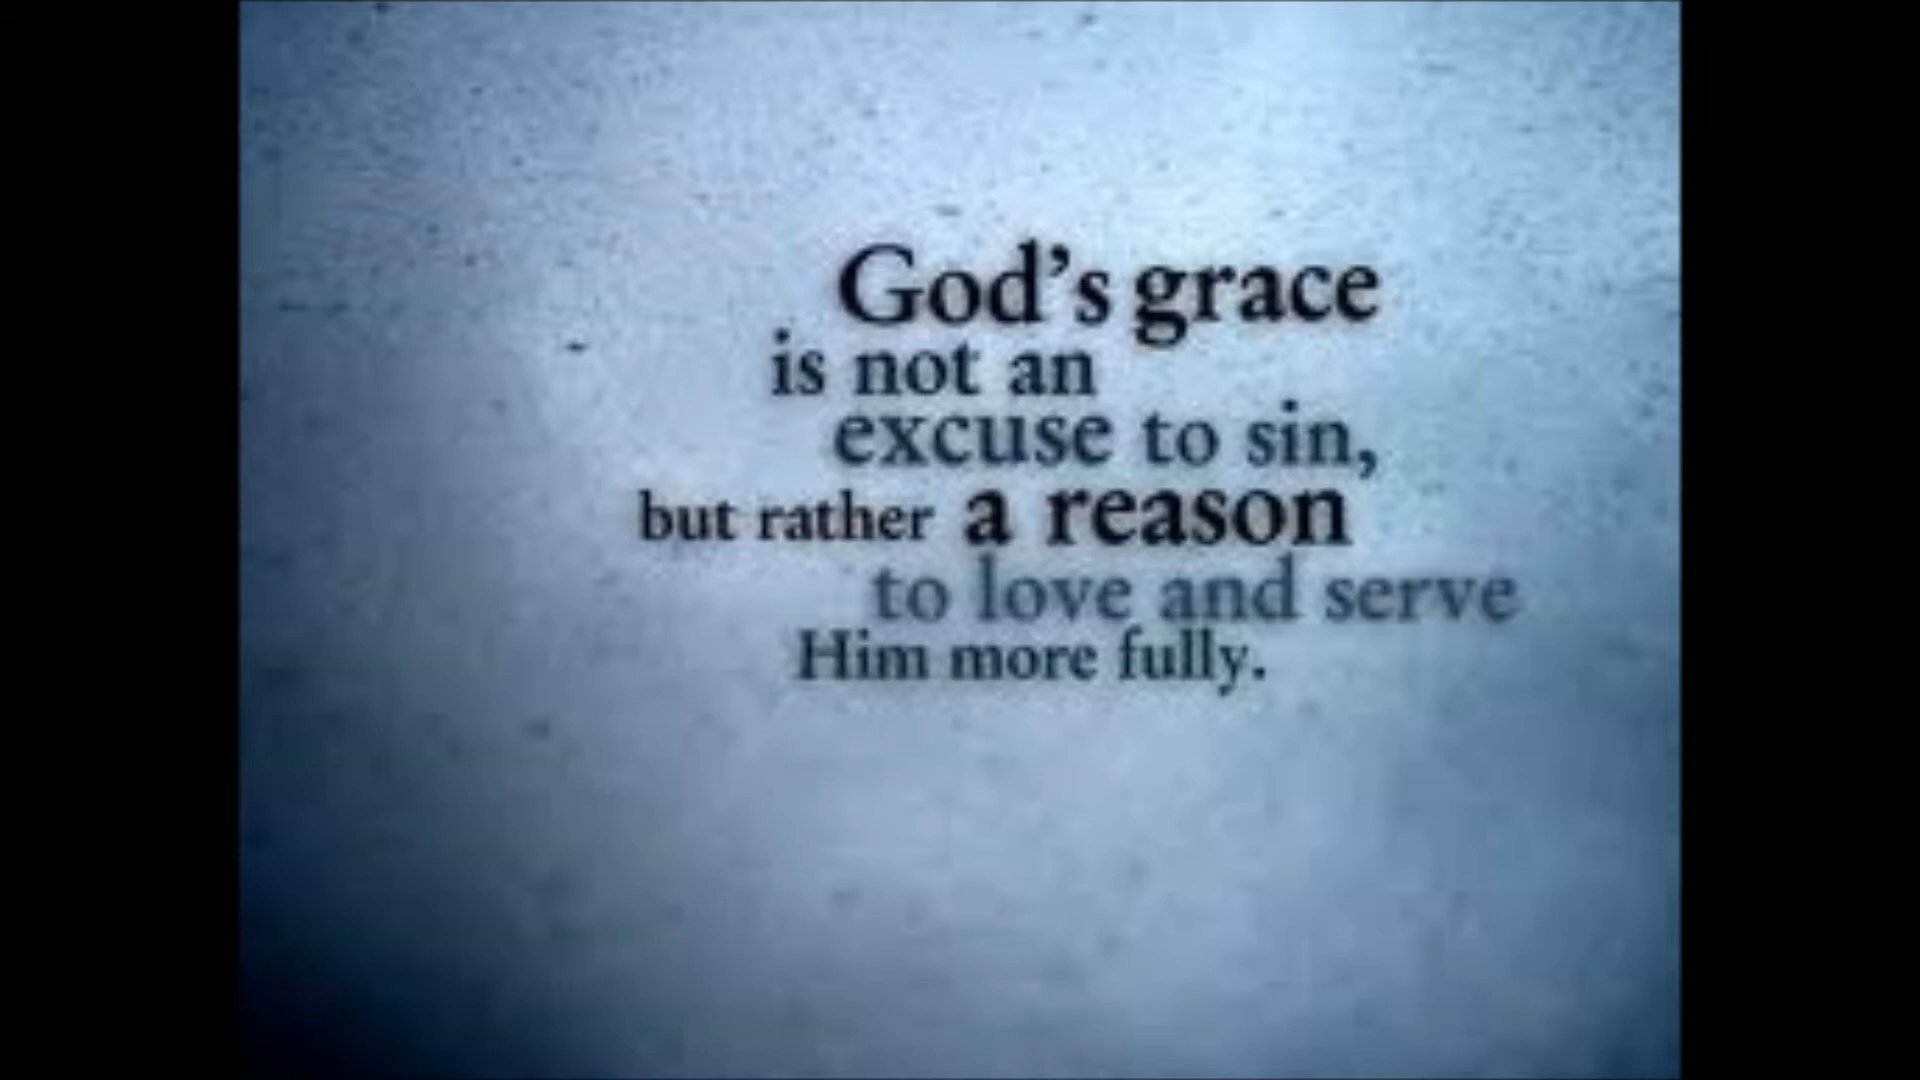 God’s grace
is not an
excuse to sin,
but rather a reason
to love and serve
Him more fully.